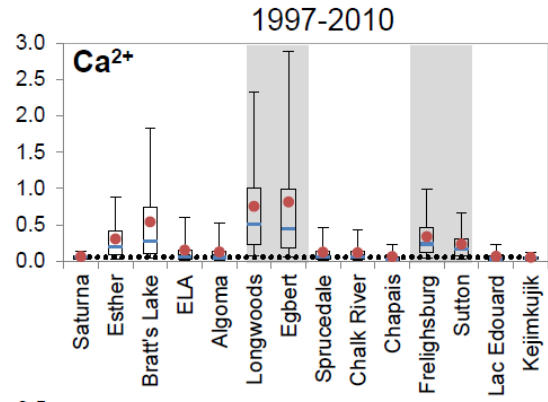 1997-2010
Ca²⁺
3.0
2.5
2.0
1.5
1.0
0.5
0.0
Saturna
Esther
Bratt's Lake
ELA
Algoma
Longwoods
Egbert
Sprucedale
Chalk River
Chapais
Frelighsburg
Sutton
Lac Edouard
Kejimkujik